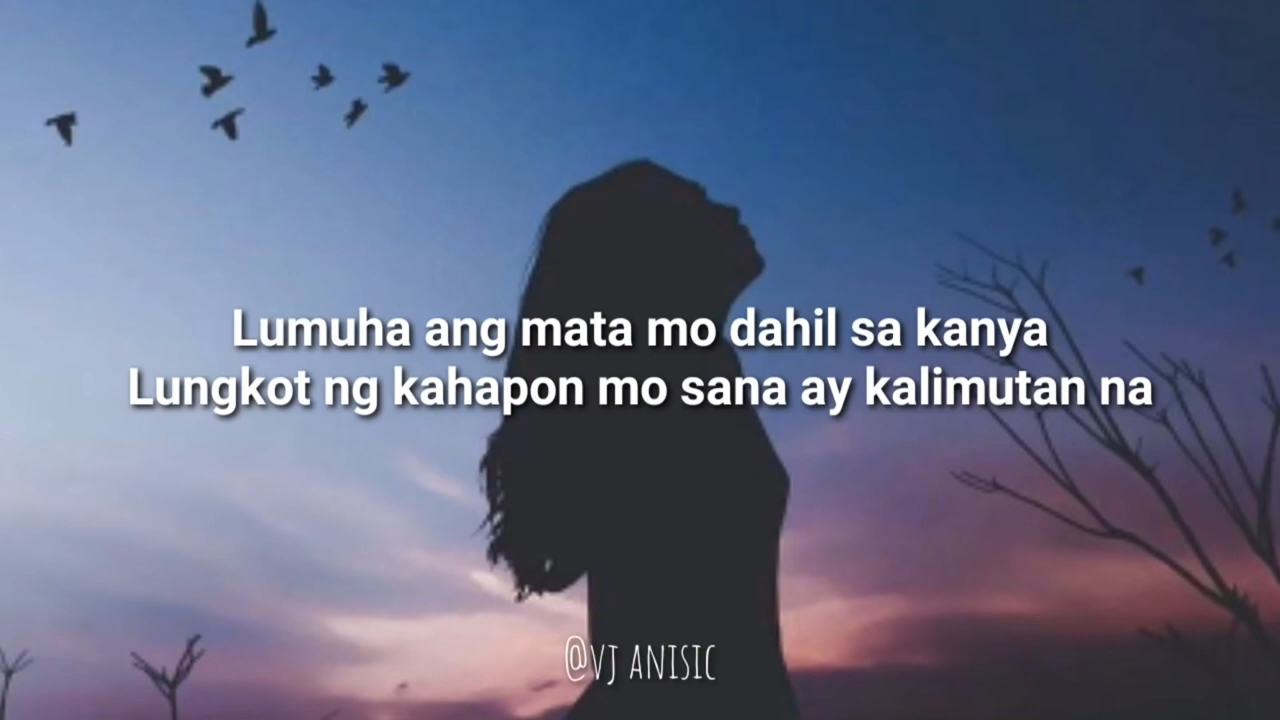 Lumuha ang mata mo dahil sa kanya
Lungkot ng kahapon mo sana ay kalimutan na
@VJ ANISIC